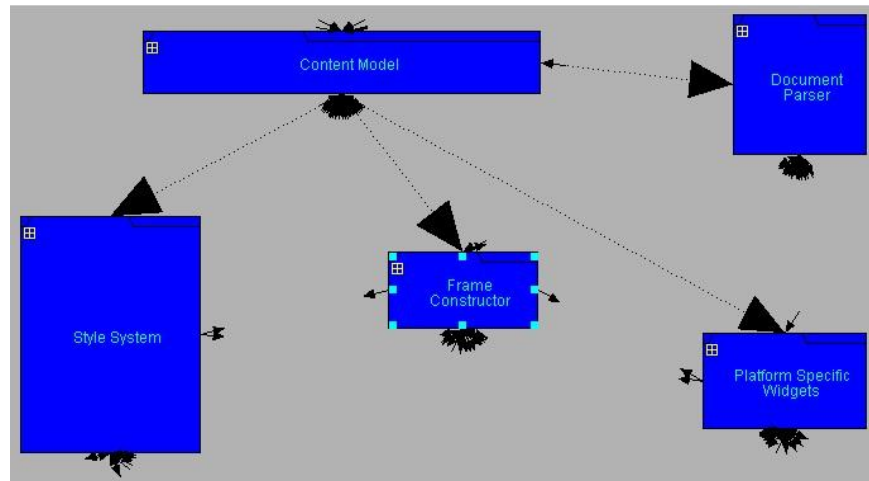 Content Model
Document
Parser
Frame
Constructor
Style System
Platform Specific
Widgets